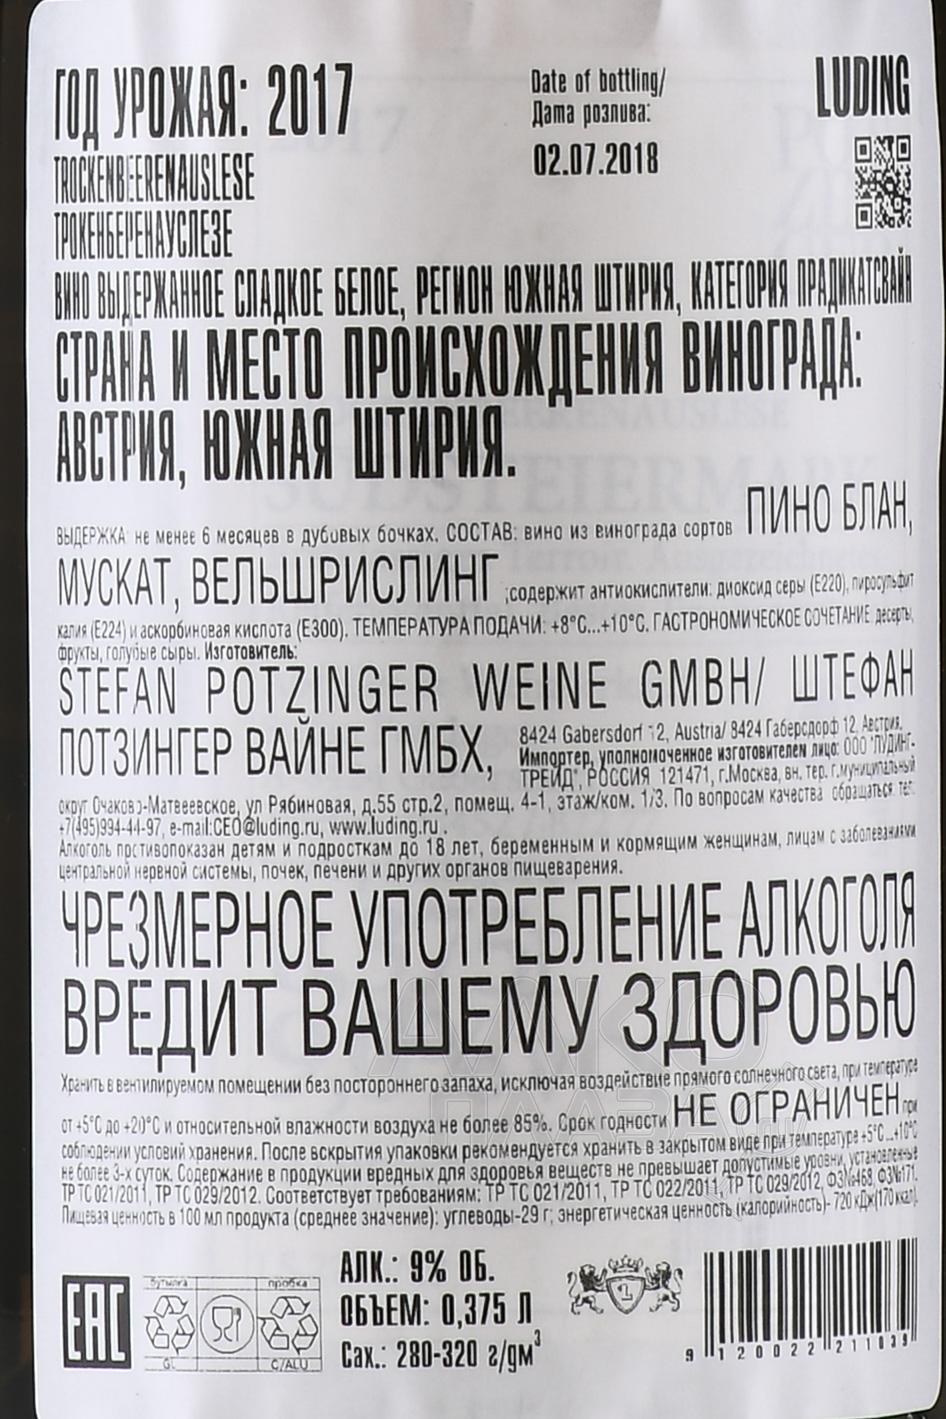 ГОД УРОЖАЯ: 2017
Date of bottling/
Дата розлива:
02.07.2018
LUDING
TROCKENBEERENAUSLESE
ТРОКЕНБЕРЕНАУСЛЕЗЕ
ВИНО ВЫДЕРЖАННОЕ СЛАДКОЕ БЕЛОЕ, РЕГИОН ЮЖНАЯ ШТИРИЯ, КАТЕГОРИЯ ПРАДИКАТСВАЙН
СТРАНА И МЕСТО ПРОИСХОЖДЕНИЯ ВИНОГРАДА:
АВСТРИЯ, ЮЖНАЯ ШТИРИЯ.
ВЫДЕРЖКА: не менее 6 месяцев в дубовых бочках. СОСТАВ: вино из винограда сортов ПИНО БЛАН,
МУСКАТ, ВЕЛЬШРИСЛИНГ ;содержит антиокислители: диоксид серы (Е220), пиросульфит
калия (Е224) и аскорбиновая кислота (Е300). ТЕМПЕРАТУРА ПОДАЧИ: +8°С...+10°С. ГАСТРОНОМИЧЕСКОЕ СОЧЕТАНИЕ: десерты,
фрукты, голубые сыры. Изготовитель:
STEFAN POTZINGER WEINE GMBH/ ШТЕФАН
ПОТЗИНГЕР ВАЙНЕ ГМБХ,
8424 Gabersdorf 12, Austria/ 8424 Габерсдорф 12, Австрия.
Импортер, уполномоченное изготовителем лицо: ООО "ЛУДИНГ-
ТРЕЙД", РОССИЯ 121471, г.Москва, вн. тер. г.муниципальный
округ Очаково-Матвеевское, ул Рябиновая, д.55 стр.2, помещ. 4-1, этаж/ком. 1/3. По вопросам качества обращаться тел:
+7(495)994-44-97, e-mail:CEO@luding.ru, www.luding.ru .
Алкоголь противопоказан детям и подросткам до 18 лет, беременным и кормящим женщинам, лицам с заболеваниями
центральной нервной системы, почек, печени и других органов пищеварения.
ЧРЕЗМЕРНОЕ УПОТРЕБЛЕНИЕ АЛКОГОЛЯ
ВРЕДИТ ВАШЕМУ ЗДОРОВЬЮ
Хранить в вентилируемом помещении без постороннего запаха, исключая воздействие прямого солнечного света, при температуре
от +5°С до +20°С и относительной влажности воздуха не более 85%. Срок годности НЕ ОГРАНИЧЕН при
соблюдении условий хранения. После вскрытия упаковки рекомендуется хранить в закрытом виде при температуре +5°С...+10°С
не более 3-х суток. Содержание в продукции вредных для здоровья веществ не превышает допустимые уровни, установленные
ТР ТС 021/2011, ТР ТС 029/2012. Соответствует требованиям: ТР ТС 021/2011, ТР ТС 022/2011, ТР ТС 029/2012, ФЗ№468, ФЗ№171.
Пищевая ценность в 100 мл продукта (среднее значение): углеводы-29 г; энергетическая ценность (калорийность)- 720 кДж(170 ккал).
EAC
бутылка
пробка
GL
C/ALU
АЛК.: 9% ОБ.
ОБЪЕМ: 0,375 Л
Сах.: 280-320 г/дм³
9 120022 211039